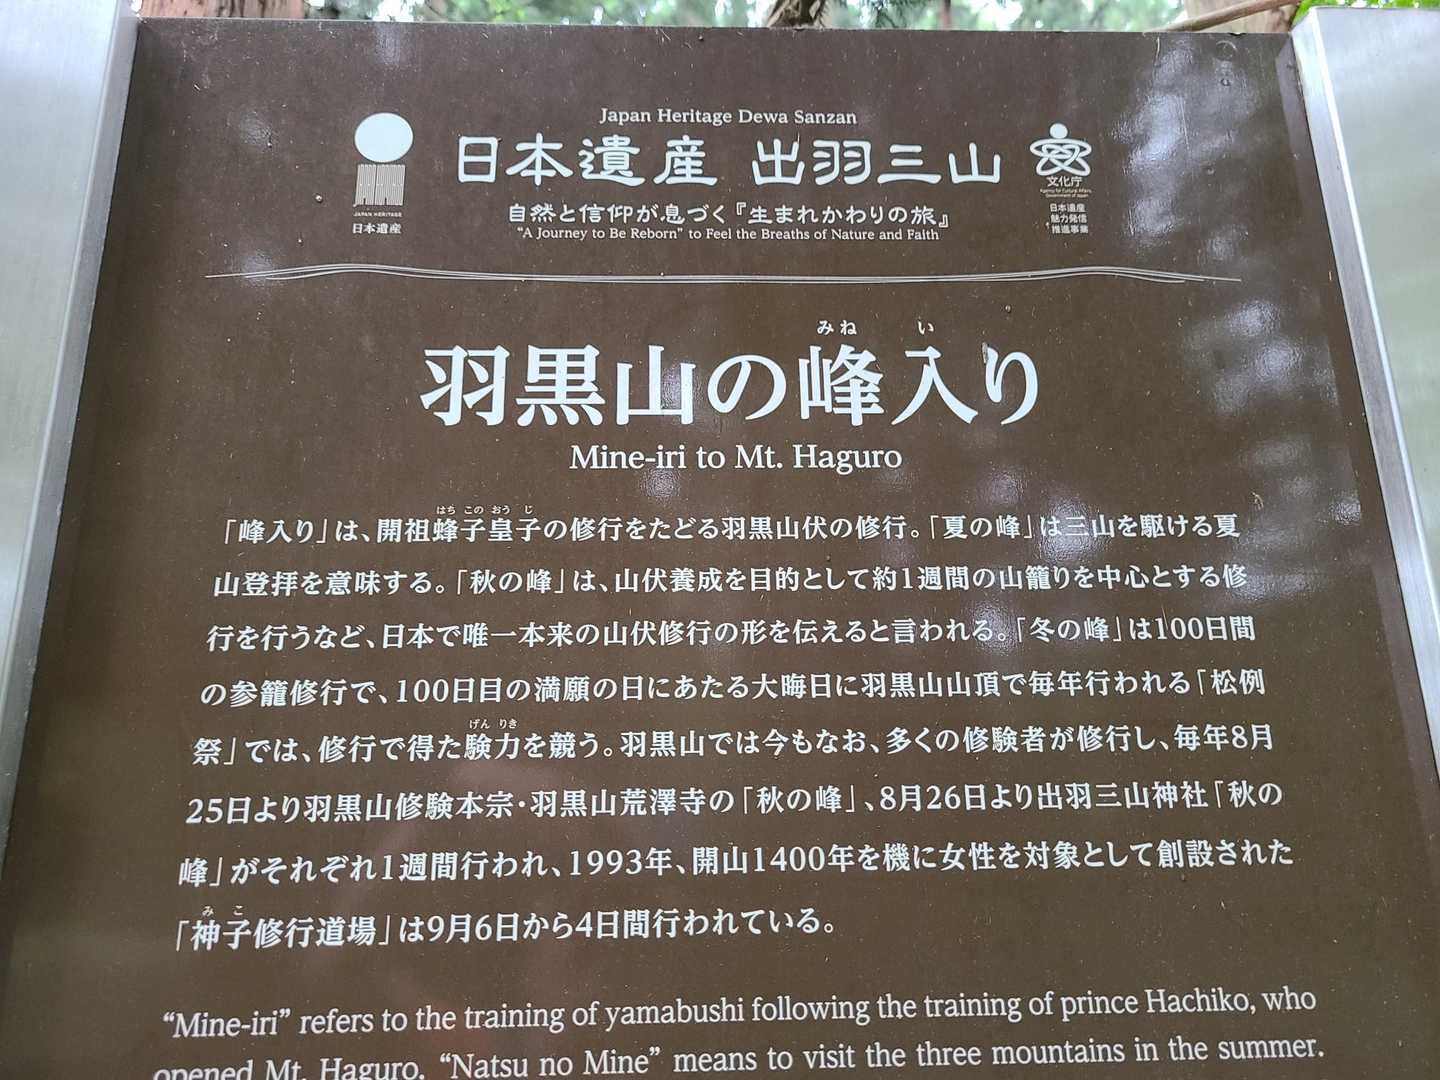 Japan Heritage Dewa Sanzan
日本遺産 出羽三山
自然と信仰が息づく『生まれかわりの旅』
"A Journey to Be Reborn" to Feel the Breaths of Nature and Faith
JAPAN HERITAGE
日本遺産
文化庁
Agency for Cultural Affairs,
Government of Japan
日本遺産
魅力発信
推進事業
みね い
羽黒山の峰入り
Mine-iri to Mt. Haguro
はち この おう じ
「峰入り」は、開祖蜂子皇子の修行をたどる羽黒山伏の修行。「夏の峰」は三山を駆ける夏
山登拝を意味する。「秋の峰」は、山伏養成を目的として約1週間の山籠りを中心とする修
行を行うなど、日本で唯一本来の山伏修行の形を伝えると言われる。「冬の峰」は100日間
の参籠修行で、100日目の満願の日にあたる大晦日に羽黒山山頂で毎年行われる「松例
げん りき
祭」では、修行で得た験力を競う。羽黒山では今もなお、多くの修験者が修行し、毎年8月
25日より羽黒山修験本宗・羽黒山荒澤寺の「秋の峰」、8月26日より出羽三山神社「秋の
峰」がそれぞれ1週間行われ、1993年、開山1400年を機に女性を対象として創設された
み こ
「神子修行道場」は9月6日から4日間行われている。
"Mine-iri" refers to the training of yamabushi following the training of prince Hachiko, who
opened Mt. Haguro. "Natsu no Mine" means to visit the three mountains in the summer.